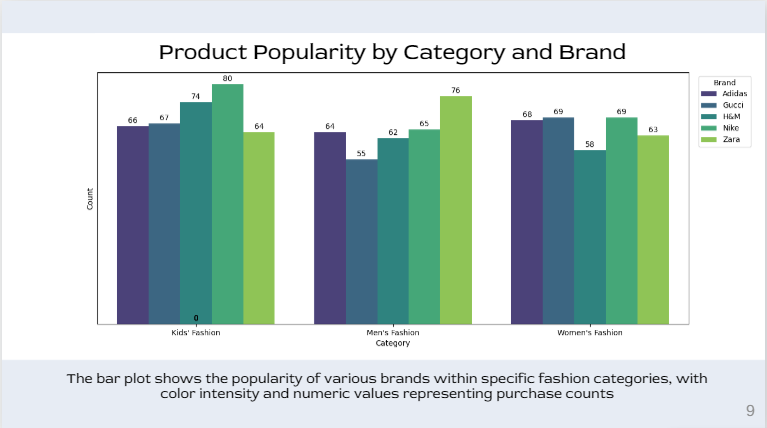 Product Popularity by Category and Brand
Brand
Adidas
Gucci
H&M
Nike
Zara
Count
66 67 74 80 64
64 55 62 65 76
68 69 58 69 63
0
Kids' Fashion Men's Fashion Women's Fashion
Category
The bar plot shows the popularity of various brands within specific fashion categories, with
color intensity and numeric values representing purchase counts
9